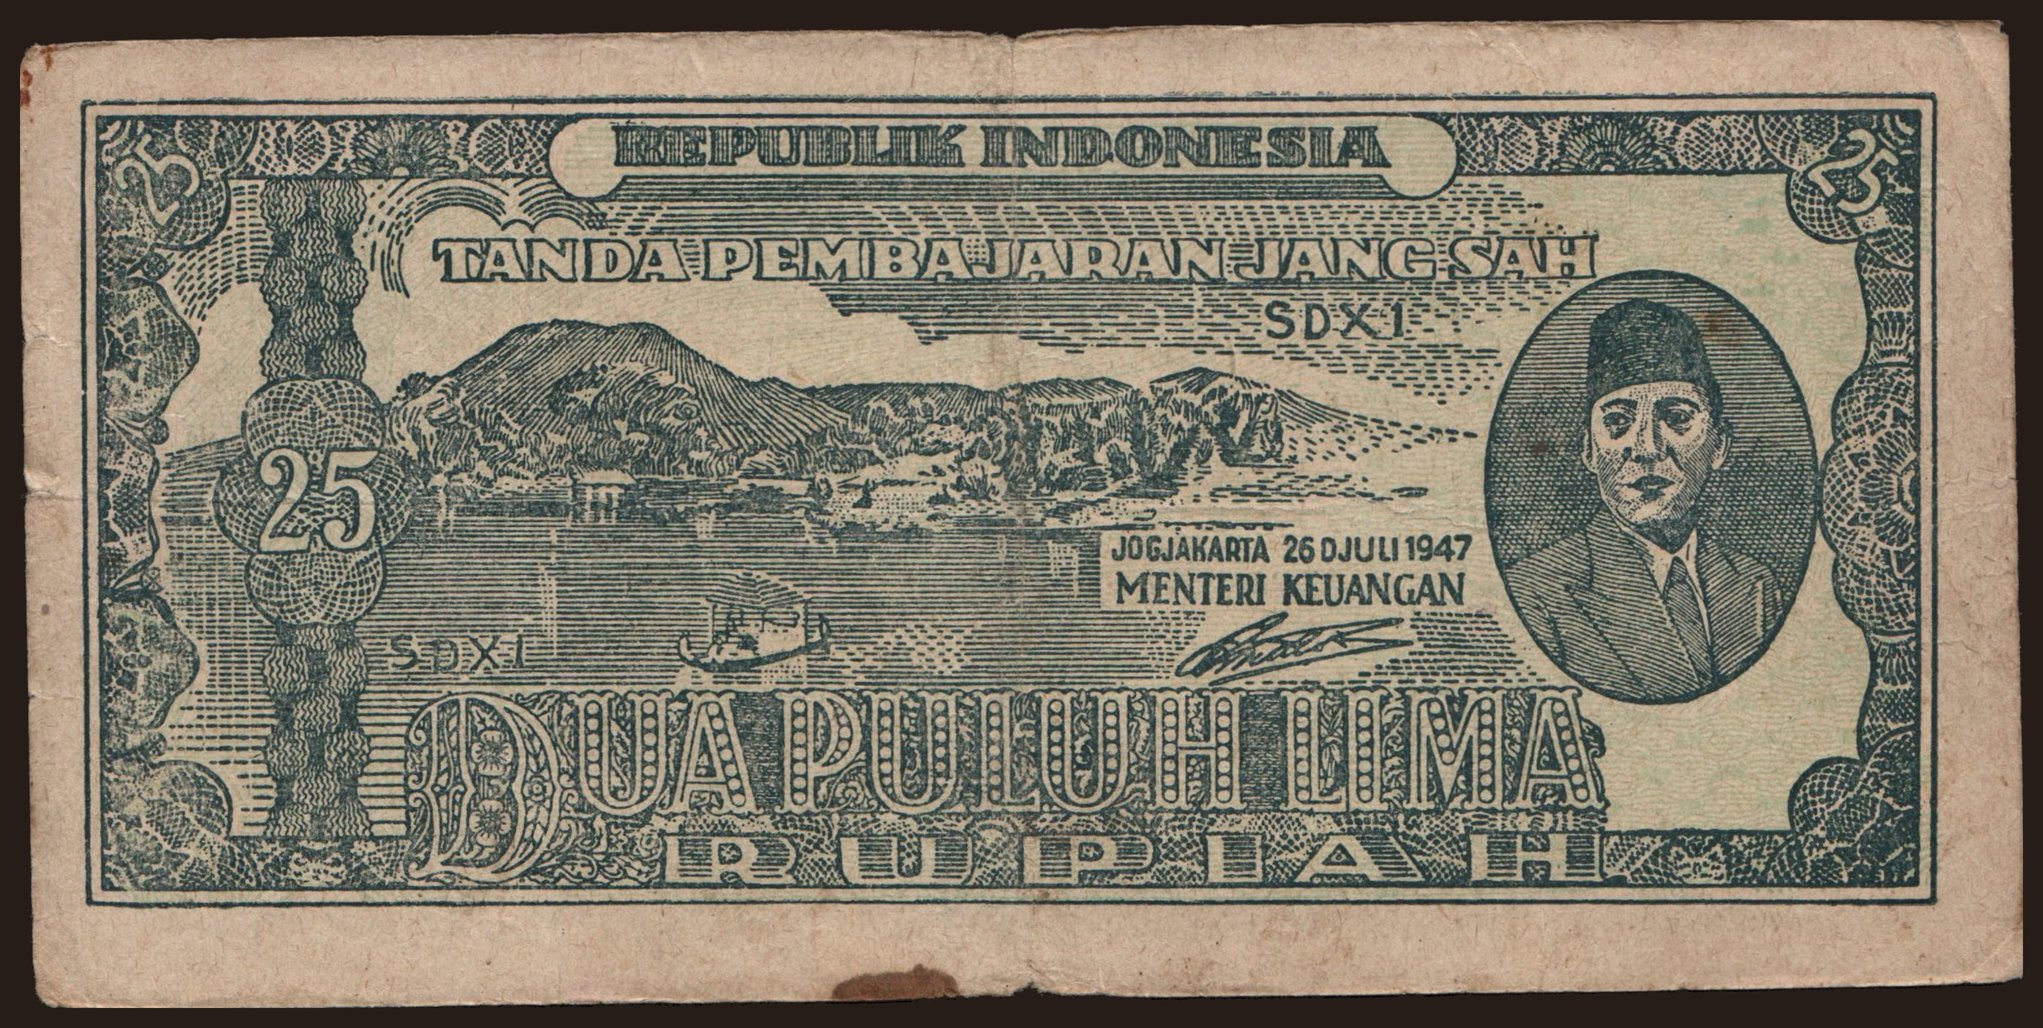 REPUBLIK INDONESIA
25
25
TANDA PEMBAJARAN JANG SAH
SDX1
25
JOGJAKARTA 26 DJULI 1947
MENTERI KEUANGAN
SDX1
DUA PULUH LIMA
RUPIAH